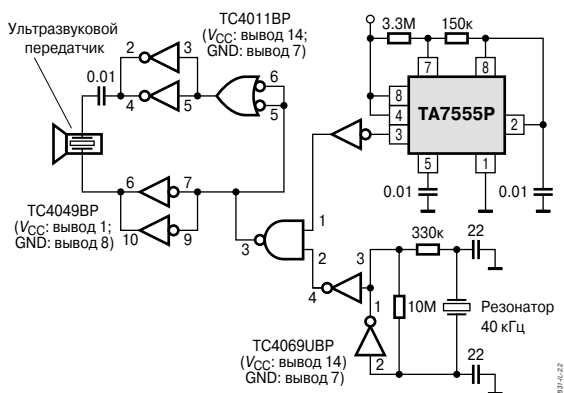 Ультразвуковой
передатчик
TC4011BP
(VCC: вывод 14;
GND: вывод 7)
0.01
2
3
4
5
6
5
3.3М
150к
7
8
8
4
3
TA7555P
2
5
1
0.01
0.01
6
7
10
9
TC4049BP
(VCC: вывод 1;
GND: вывод 8)
3
1
2
4
3
330к
22
1
10М
Резонатор
40 кГц
2
22
TC4069UBP
(VCC: вывод 14)
GND: вывод 7)